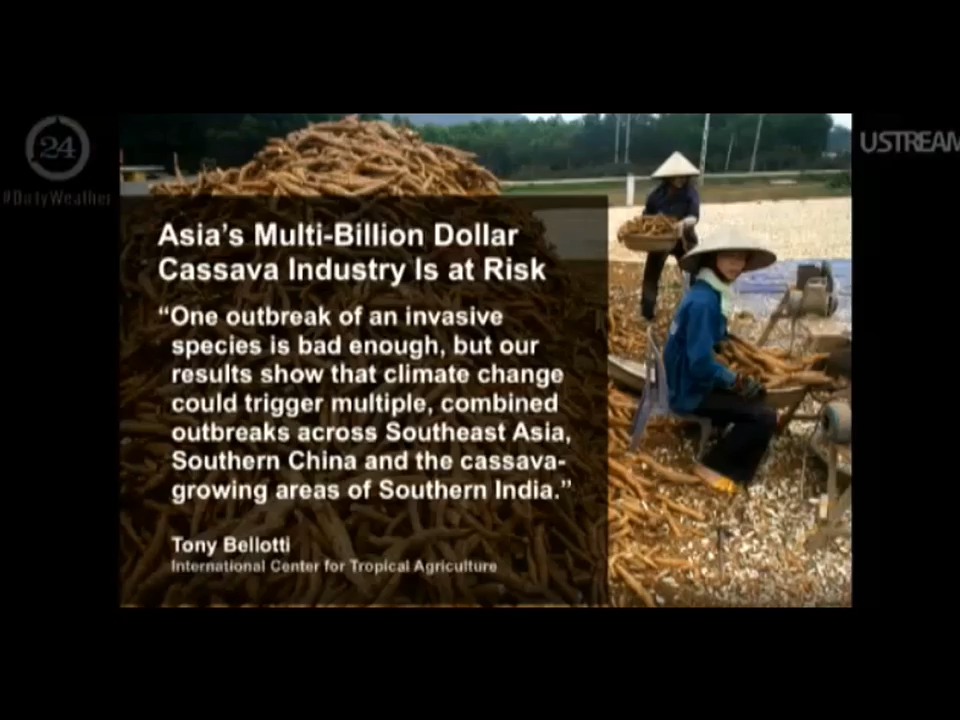 24
#DirtyWeather
USTREAM
Asia's Multi-Billion Dollar
Cassava Industry Is at Risk
“One outbreak of an invasive
species is bad enough, but our
results show that climate change
could trigger multiple, combined
outbreaks across Southeast Asia,
Southern China and the cassava-
growing areas of Southern India.”
Tony Bellotti
International Center for Tropical Agriculture